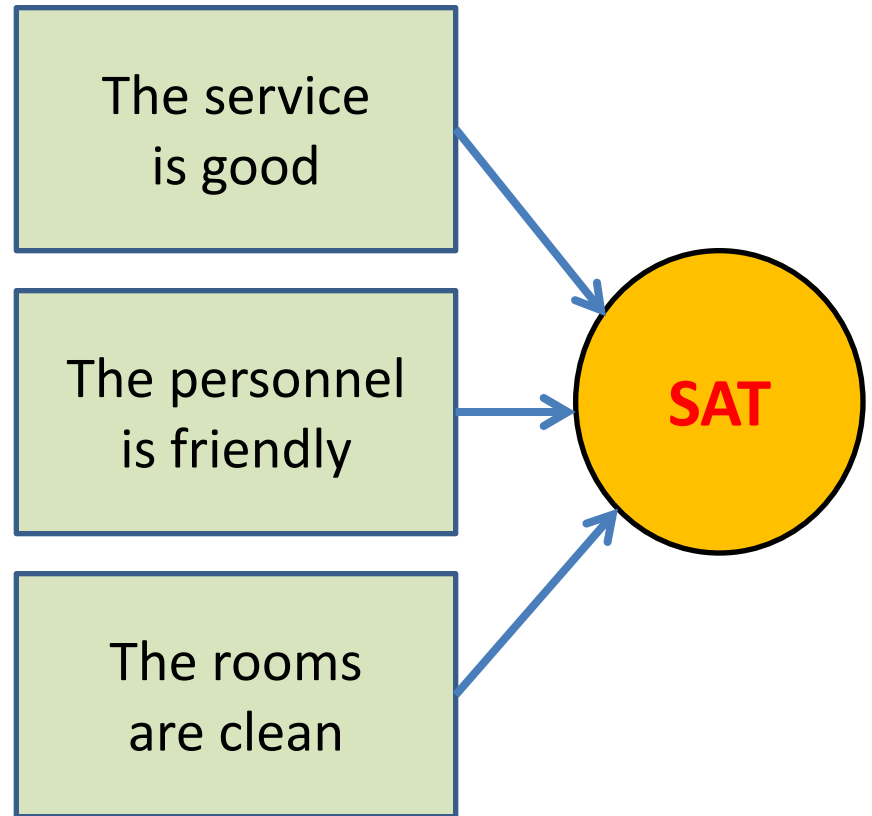 The service
is good
The personnel
is friendly
SAT
The rooms
are clean